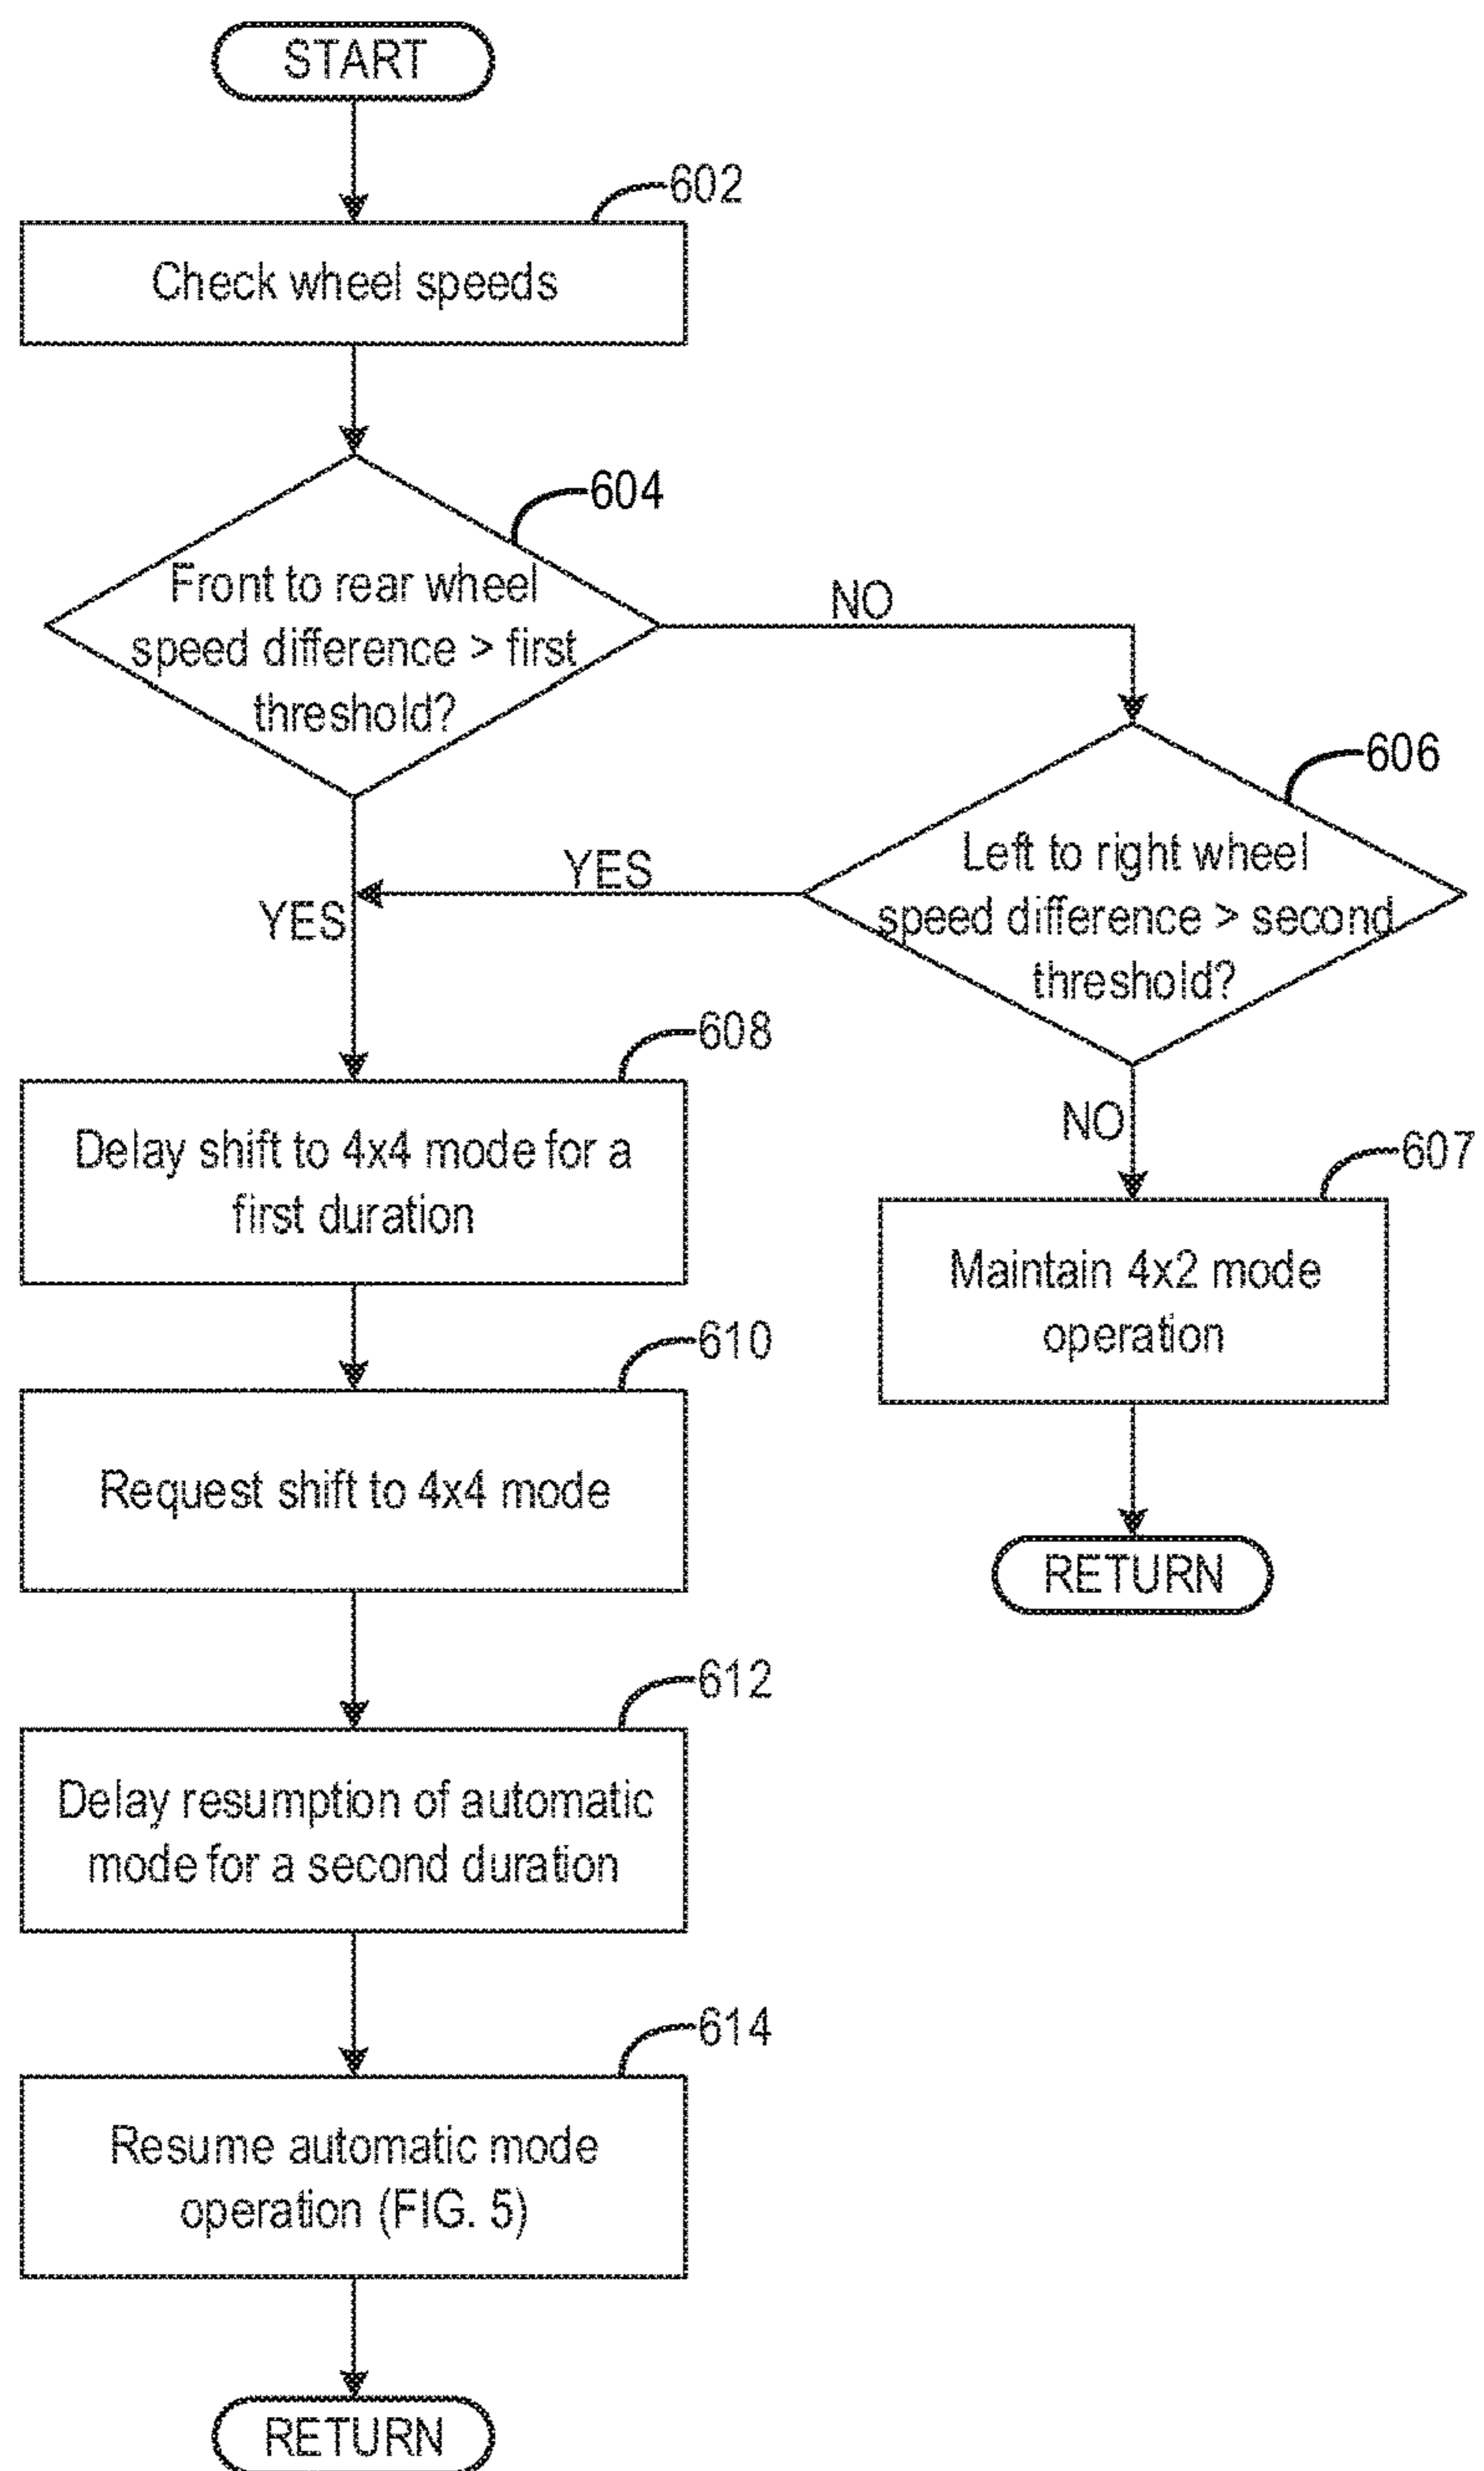 START
602
Check wheel speeds
604
Front to rear wheel
speed difference > first
threshold?
NO
606
Left to right wheel
speed difference > second
threshold?
YES
YES
608
Delay shift to 4x4 mode for a
first duration
NO
607
Maintain 4x2 mode
operation
RETURN
610
Request shift to 4x4 mode
612
Delay resumption of automatic
mode for a second duration
614
Resume automatic mode
operation (FIG. 5)
RETURN